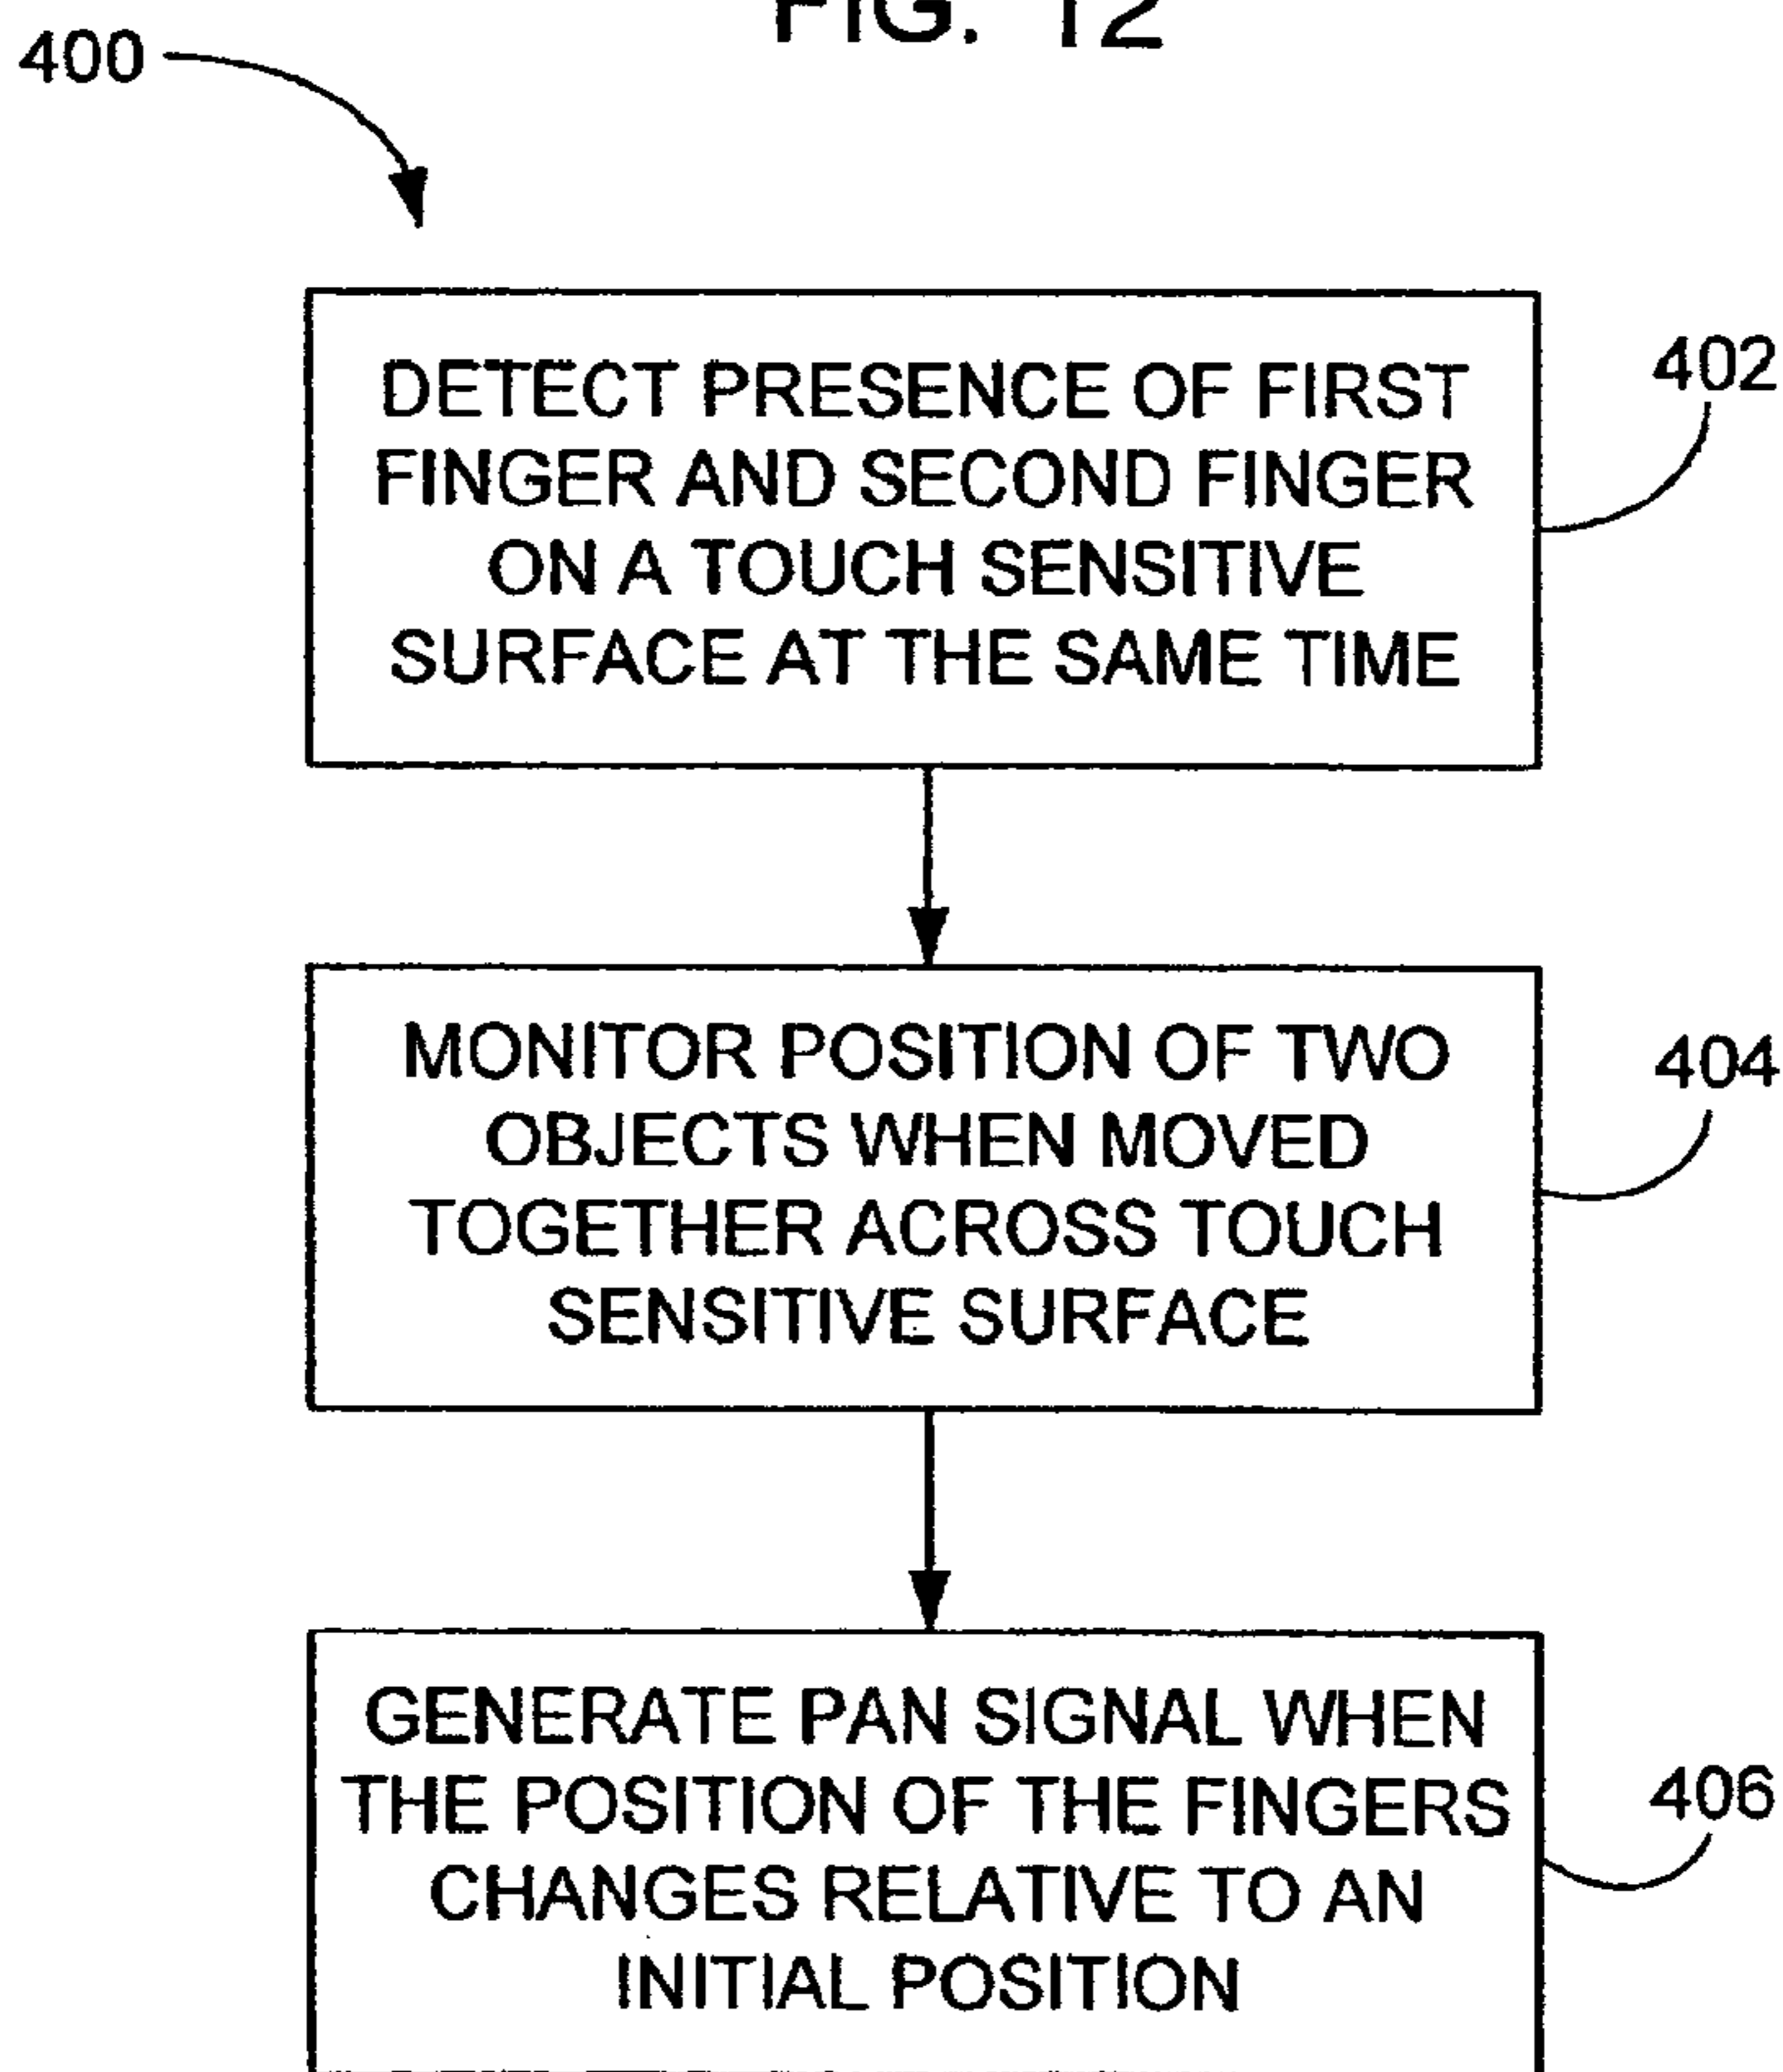 FIG. 12
400
DETECT PRESENCE OF FIRST
FINGER AND SECOND FINGER
ON A TOUCH SENSITIVE
SURFACE AT THE SAME TIME
402
MONITOR POSITION OF TWO
OBJECTS WHEN MOVED
TOGETHER ACROSS TOUCH
SENSITIVE SURFACE
404
GENERATE PAN SIGNAL WHEN
THE POSITION OF THE FINGERS
CHANGES RELATIVE TO AN
INITIAL POSITION
406